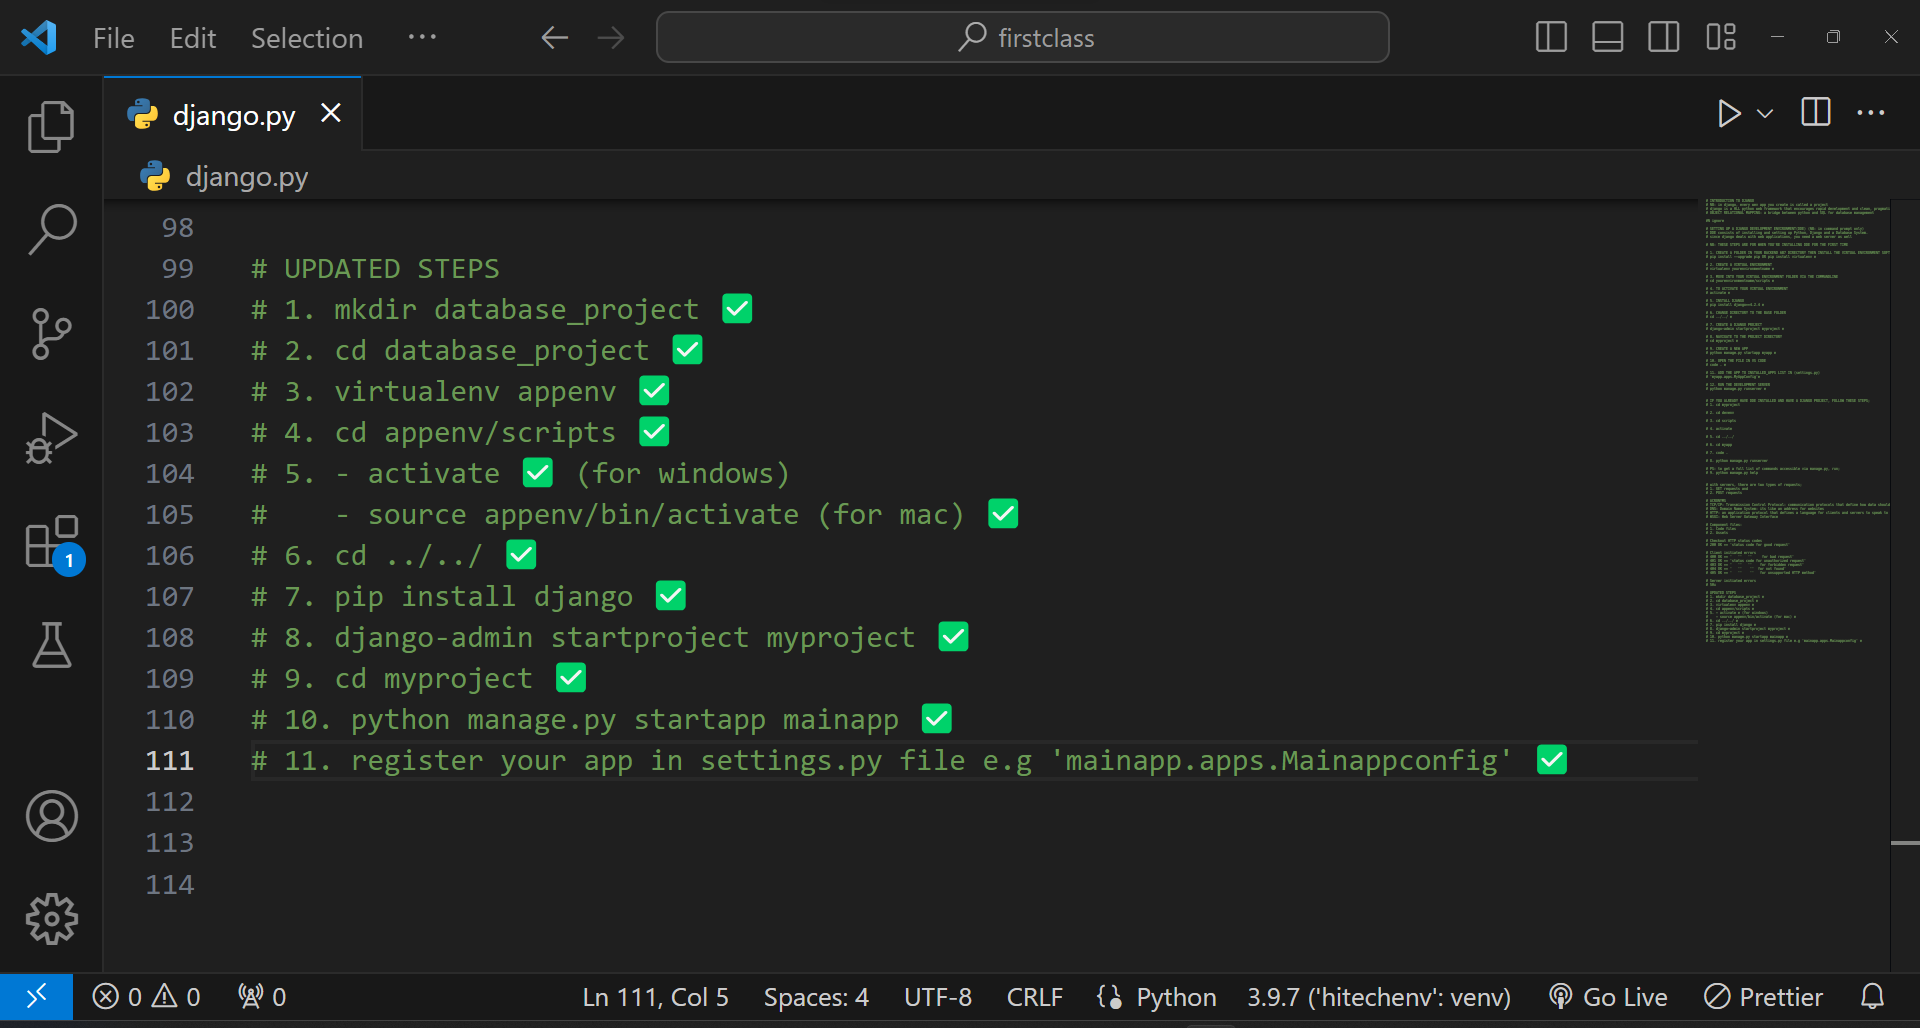 File Edit Selection ··· firstclass
django.py
django.py
98
99 # UPDATED STEPS
100 # 1. mkdir database_project ✅
101 # 2. cd database_project ✅
102 # 3. virtualenv appenv ✅
103 # 4. cd appenv/scripts ✅
104 # 5. - activate ✅ (for windows)
105 #    - source appenv/bin/activate (for mac) ✅
106 # 6. cd ../../ ✅
107 # 7. pip install django ✅
108 # 8. django-admin startproject myproject ✅
109 # 9. cd myproject ✅
110 # 10. python manage.py startapp mainapp ✅
111 # 11. register your app in settings.py file e.g 'mainapp.apps.Mainappconfig' ✅
112
113
114
1
0 0 0 Ln 111, Col 5 Spaces: 4 UTF-8 CRLF Python 3.9.7 ('hitechenv': venv) Go Live Prettier